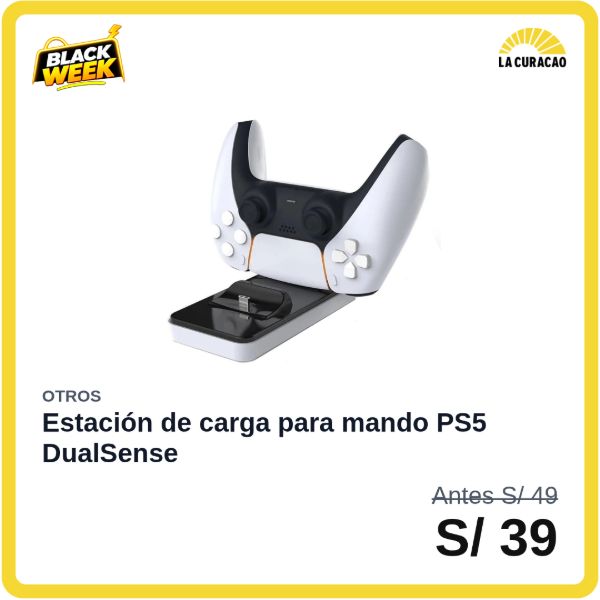 BLACK
WEEK
LA CURACAO
OTROS
Estación de carga para mando PS5
DualSense
Antes S/ 49
S/ 39